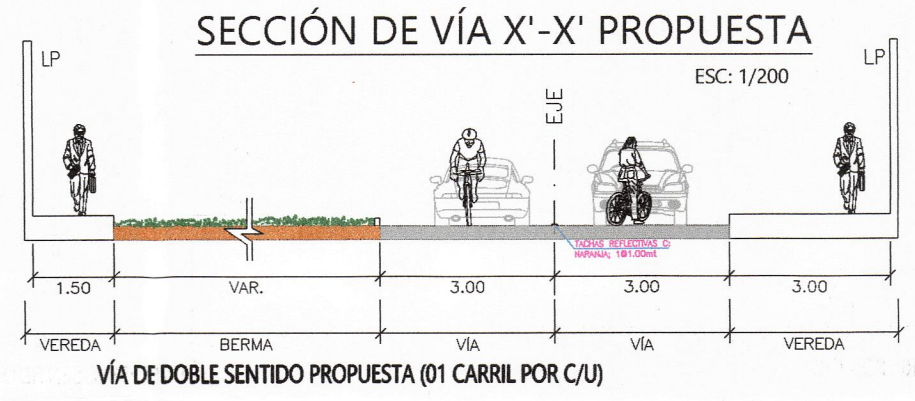 SECCIÓN DE VÍA X'-X' PROPUESTA
ESC: 1/200
LP
LP
EJE
TACHAS REFLECTIVAS C:
NARANJA; 1@1.00mt
1.50 VAR. 3.00 3.00 3.00
VEREDA BERMA VÍA VÍA VEREDA
VÍA DE DOBLE SENTIDO PROPUESTA (01 CARRIL POR C/U)